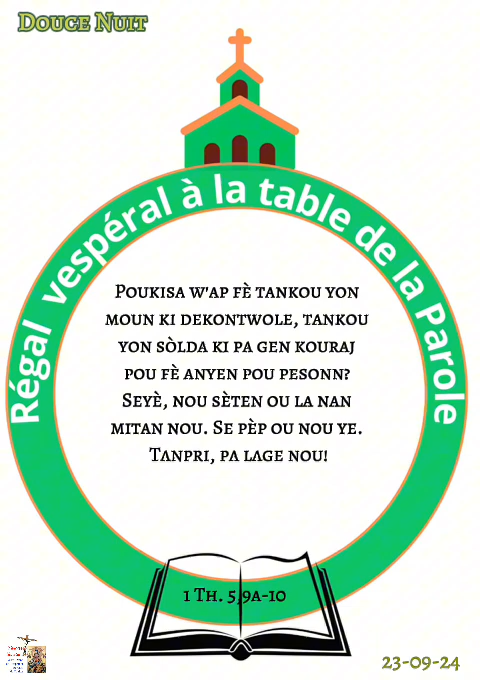 Douce Nuit
Régal vespéral à la table de la Parole
Poukisa w'ap fè tankou yon
moun ki dekontwole, tankou
yon sòlda ki pa gen kouraj
pou fè anyen pou pesonn?
Seyè, nou sèten ou la nan
mitan nou. Se pèp ou nou ye.
Tanpri, pa lage nou!
1 Th. 5,9a-10
23-09-24